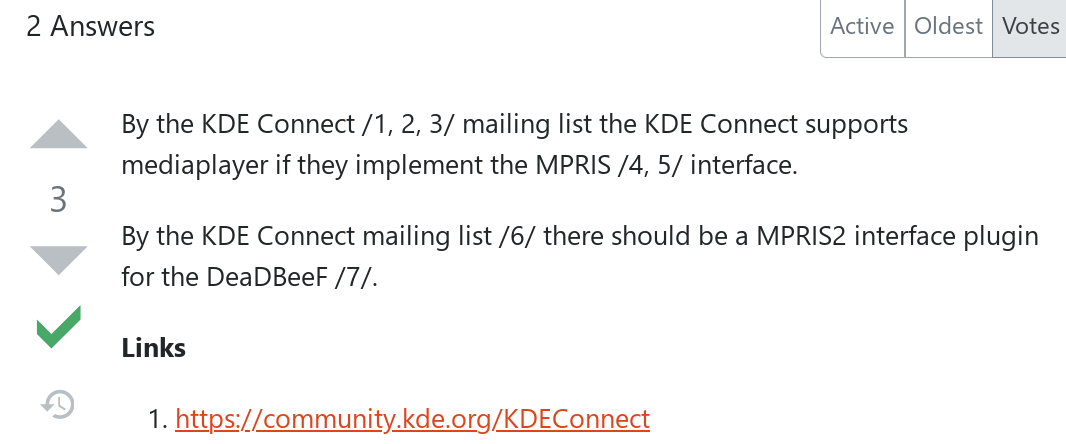 2 Answers
Active Oldest Votes
By the KDE Connect /1, 2, 3/ mailing list the KDE Connect supports
mediaplayer if they implement the MPRIS /4, 5/ interface.
3
By the KDE Connect mailing list /6/ there should be a MPRIS2 interface plugin
for the DeaDBeeF /7/.
Links
1. https://community.kde.org/KDEConnect